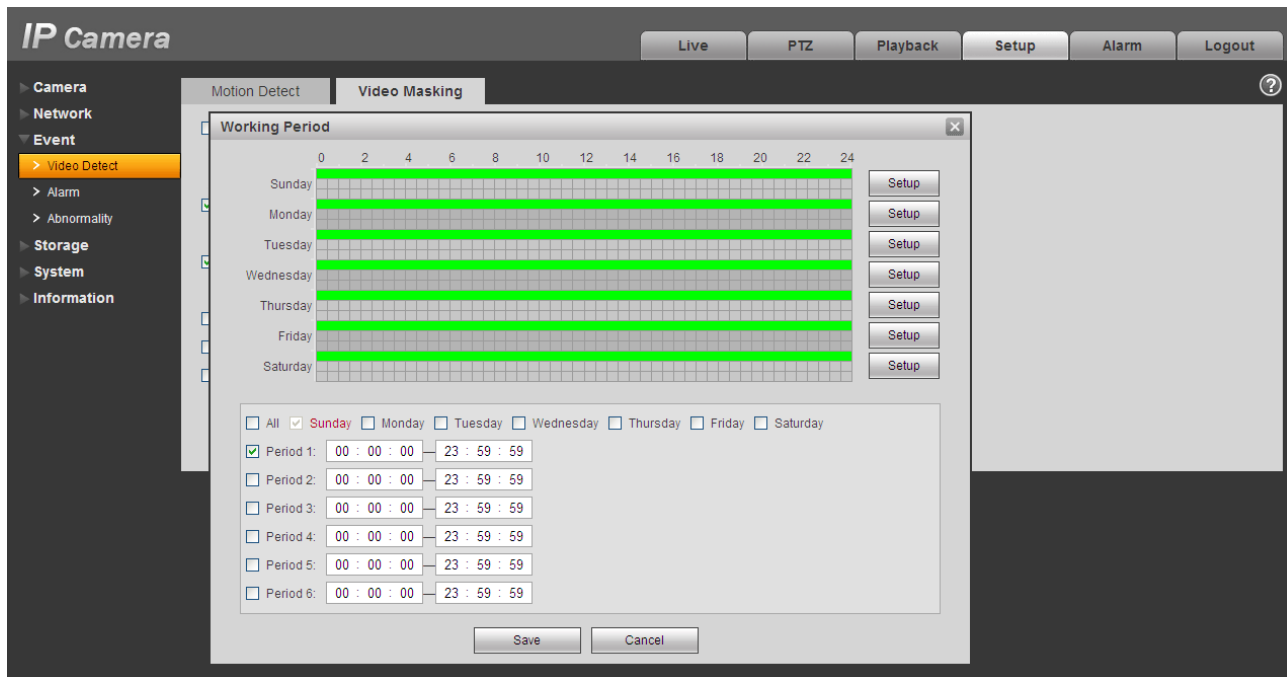 IP Camera
Live PTZ Playback Setup Alarm Logout
Camera
Network
Event
> Video Detect
> Alarm
> Abnormality
Storage
System
Information
Motion Detect Video Masking
?
Working Period
0 2 4 6 8 10 12 14 16 18 20 22 24
Sunday Setup
Monday Setup
Tuesday Setup
Wednesday Setup
Thursday Setup
Friday Setup
Saturday Setup
All Sunday Monday Tuesday Wednesday Thursday Friday Saturday
Period 1: 00 : 00 : 00 — 23 : 59 : 59
Period 2: 00 : 00 : 00 — 23 : 59 : 59
Period 3: 00 : 00 : 00 — 23 : 59 : 59
Period 4: 00 : 00 : 00 — 23 : 59 : 59
Period 5: 00 : 00 : 00 — 23 : 59 : 59
Period 6: 00 : 00 : 00 — 23 : 59 : 59
Save Cancel